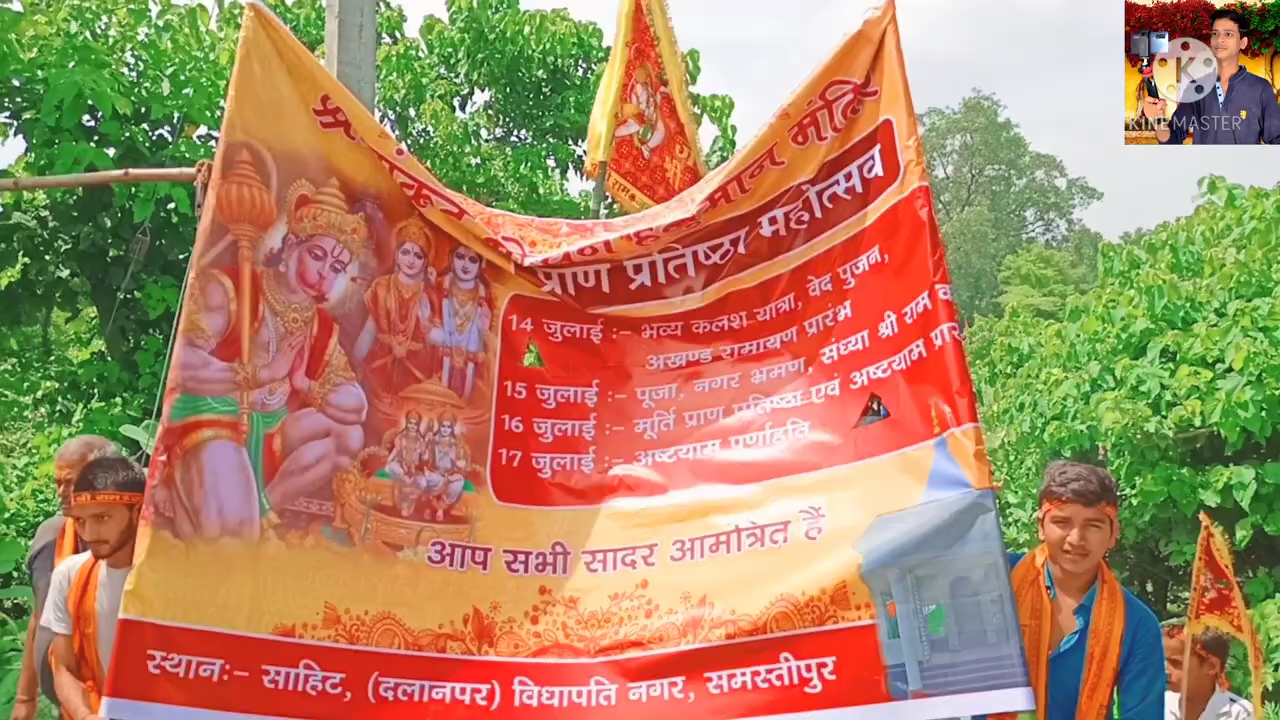 हनुमान मंदिर
प्राण प्रतिष्ठा महोत्सव
14 जुलाई :- भव्य कलश यात्रा, वेद पुजन,
अखण्ड रामायण प्रारंभ
15 जुलाई :- पूजा, नगर भ्रमण, संध्या श्री राम
16 जुलाई :- मूर्ति प्राण प्रतिष्ठा एवं अष्टयाम
17 जुलाई :- अष्टयाम पूर्णाहुति
आप सभी सादर आमंत्रित हैं
स्थान:- साहिट, (दलानपर) विधापति नगर, समस्तीपुर
KINEMASTER